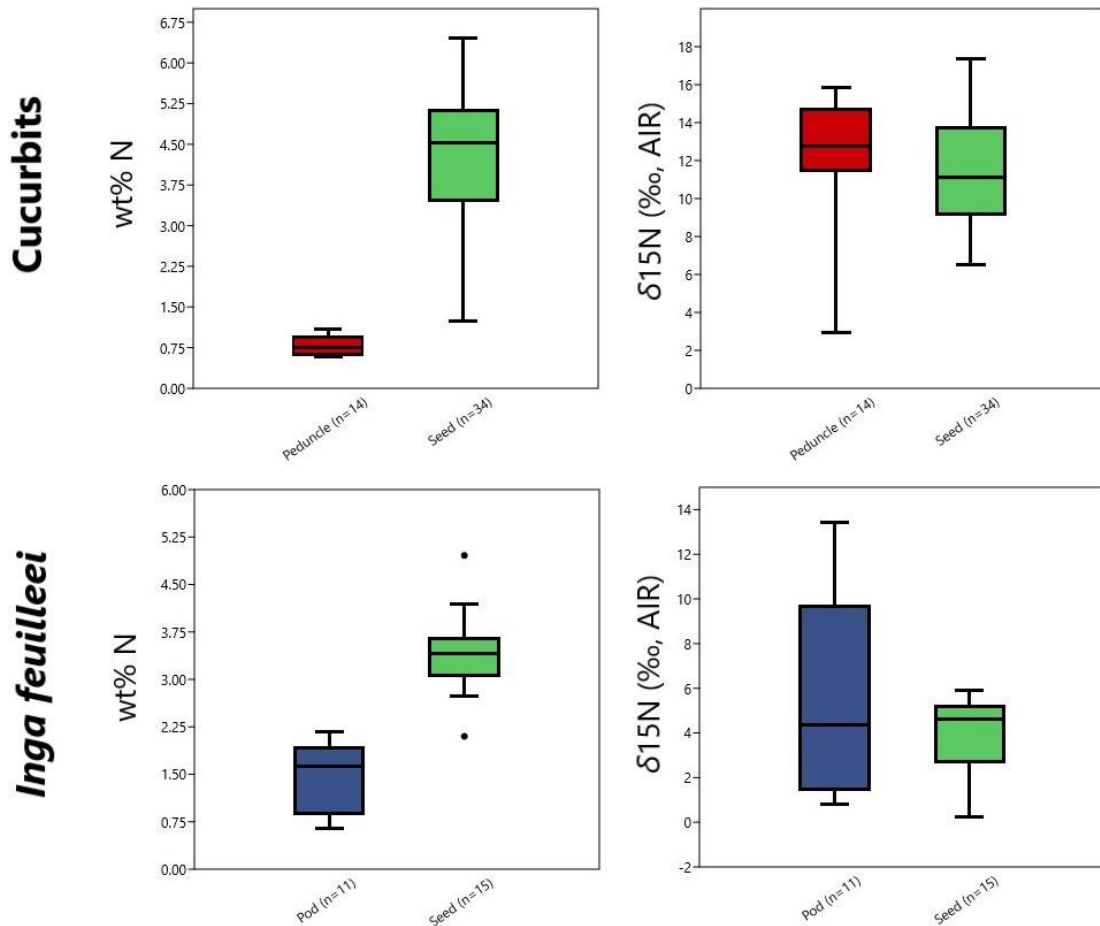 Cucurbits
wt% N
6.75
6.00
5.25
4.50
3.75
3.00
2.25
1.50
0.75
0.00
Peduncle (n=14)
Seed (n=34)
δ15N (‰, AIR)
18
16
14
12
10
8
6
4
2
0
Peduncle (n=14)
Seed (n=34)
Inga feuilleei
wt% N
6.00
5.25
4.50
3.75
3.00
2.25
1.50
0.75
0.00
Pod (n=11)
Seed (n=15)
δ15N (‰, AIR)
14
12
10
8
6
4
2
0
-2
Pod (n=11)
Seed (n=15)